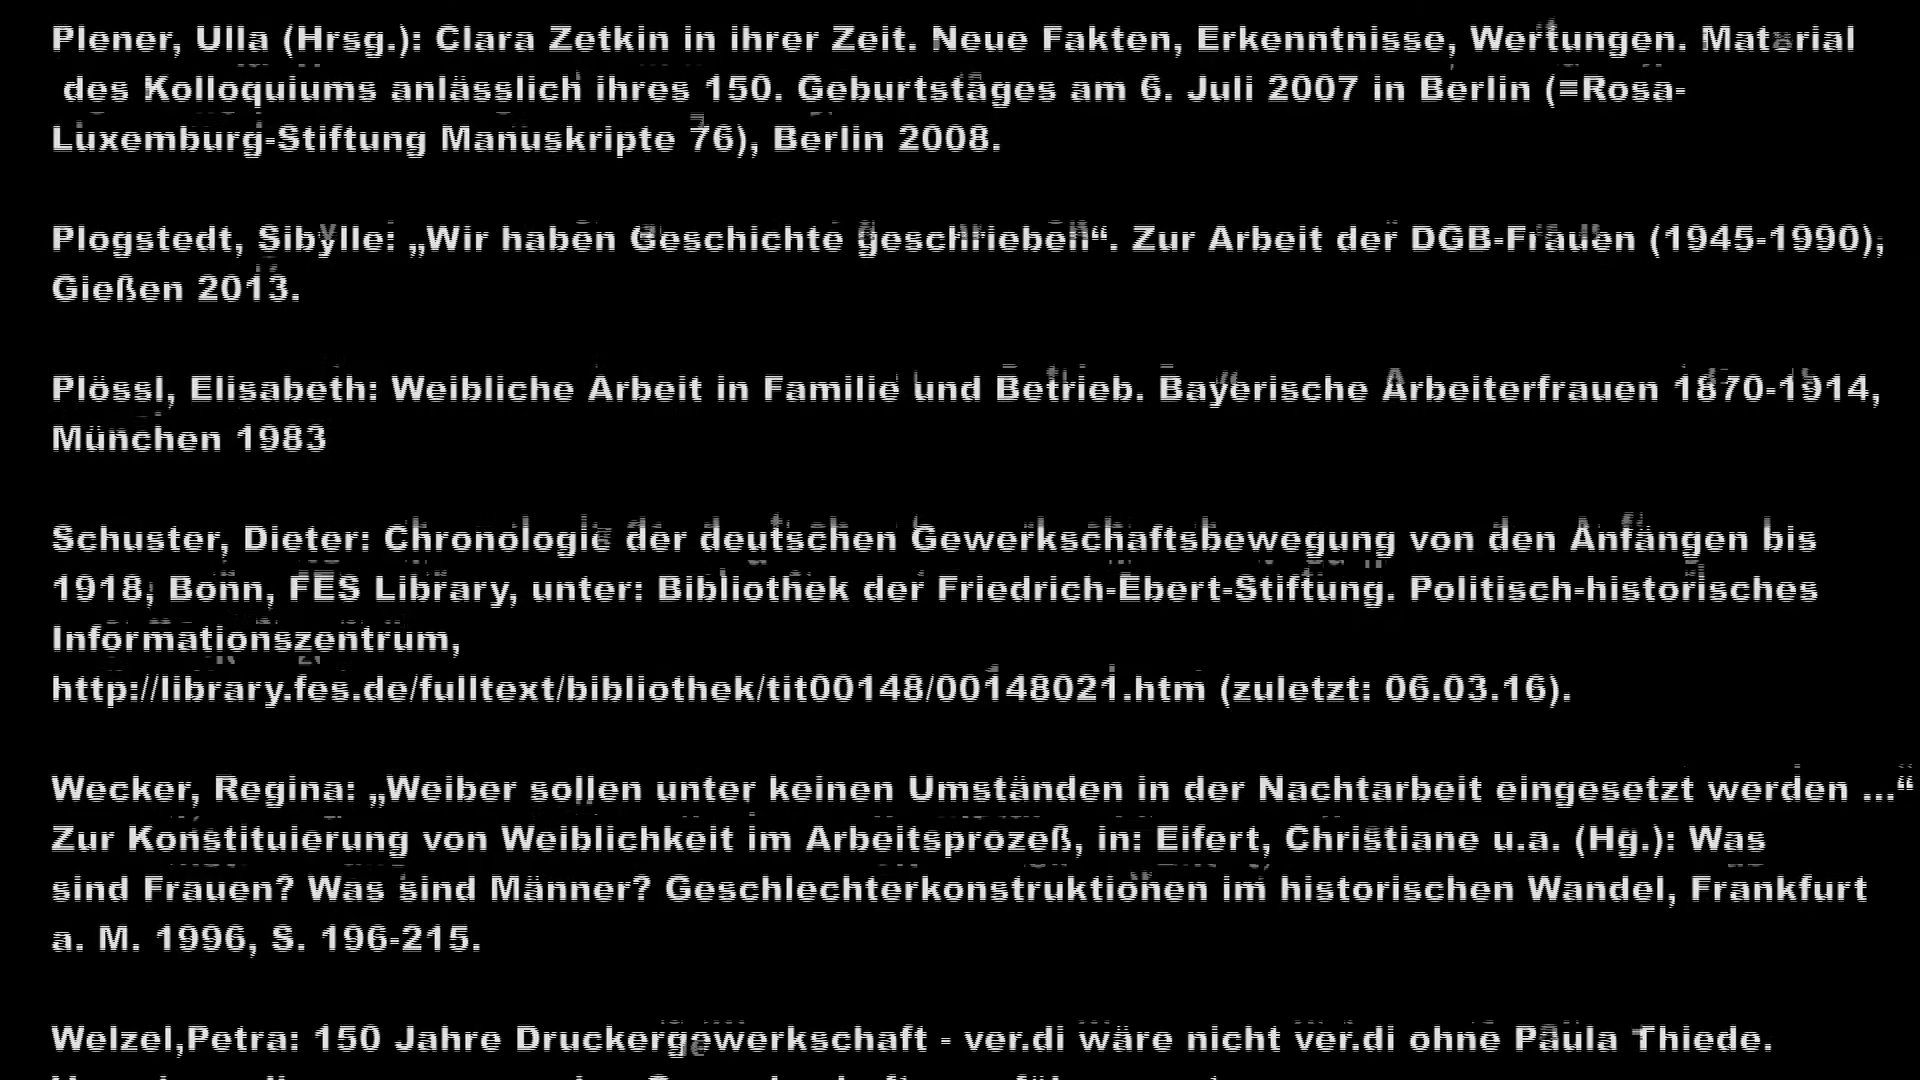 Plener, Ulla (Hrsg.): Clara Zetkin in ihrer Zeit. Neue Fakten, Erkenntnisse, Wertungen. Material
des Kolloquiums anlässlich ihres 150. Geburtstages am 6. Juli 2007 in Berlin (=Rosa-
Luxemburg-Stiftung Manuskripte 76), Berlin 2008.
Plogstedt, Sibylle: „Wir haben Geschichte geschrieben“. Zur Arbeit der DGB-Frauen (1945-1990),
Gießen 2013.
Plössl, Elisabeth: Weibliche Arbeit in Familie und Betrieb. Bayerische Arbeiterfrauen 1870-1914,
München 1983
Schuster, Dieter: Chronologie der deutschen Gewerkschaftsbewegung von den Anfängen bis
1918; Bonn, FES Library, unter: Bibliothek der Friedrich-Ebert-Stiftung. Politisch-historisches
Informationszentrum,
http://library.fes.de/fulltext/bibliothek/tit00148/00148021.htm (zuletzt: 06.03.16).
Wecker, Regina: „Weiber sollen unter keinen Umständen in der Nachtarbeit eingesetzt werden ...“
Zur Konstituierung von Weiblichkeit im Arbeitsprozeß, in: Eifert, Christiane u.a. (Hg.): Was
sind Frauen? Was sind Männer? Geschlechterkonstruktionen im historischen Wandel, Frankfurt
a. M. 1996, S. 196-215.
Welzel,Petra: 150 Jahre Druckergewerkschaft - ver.di wäre nicht ver.di ohne Paula Thiede.